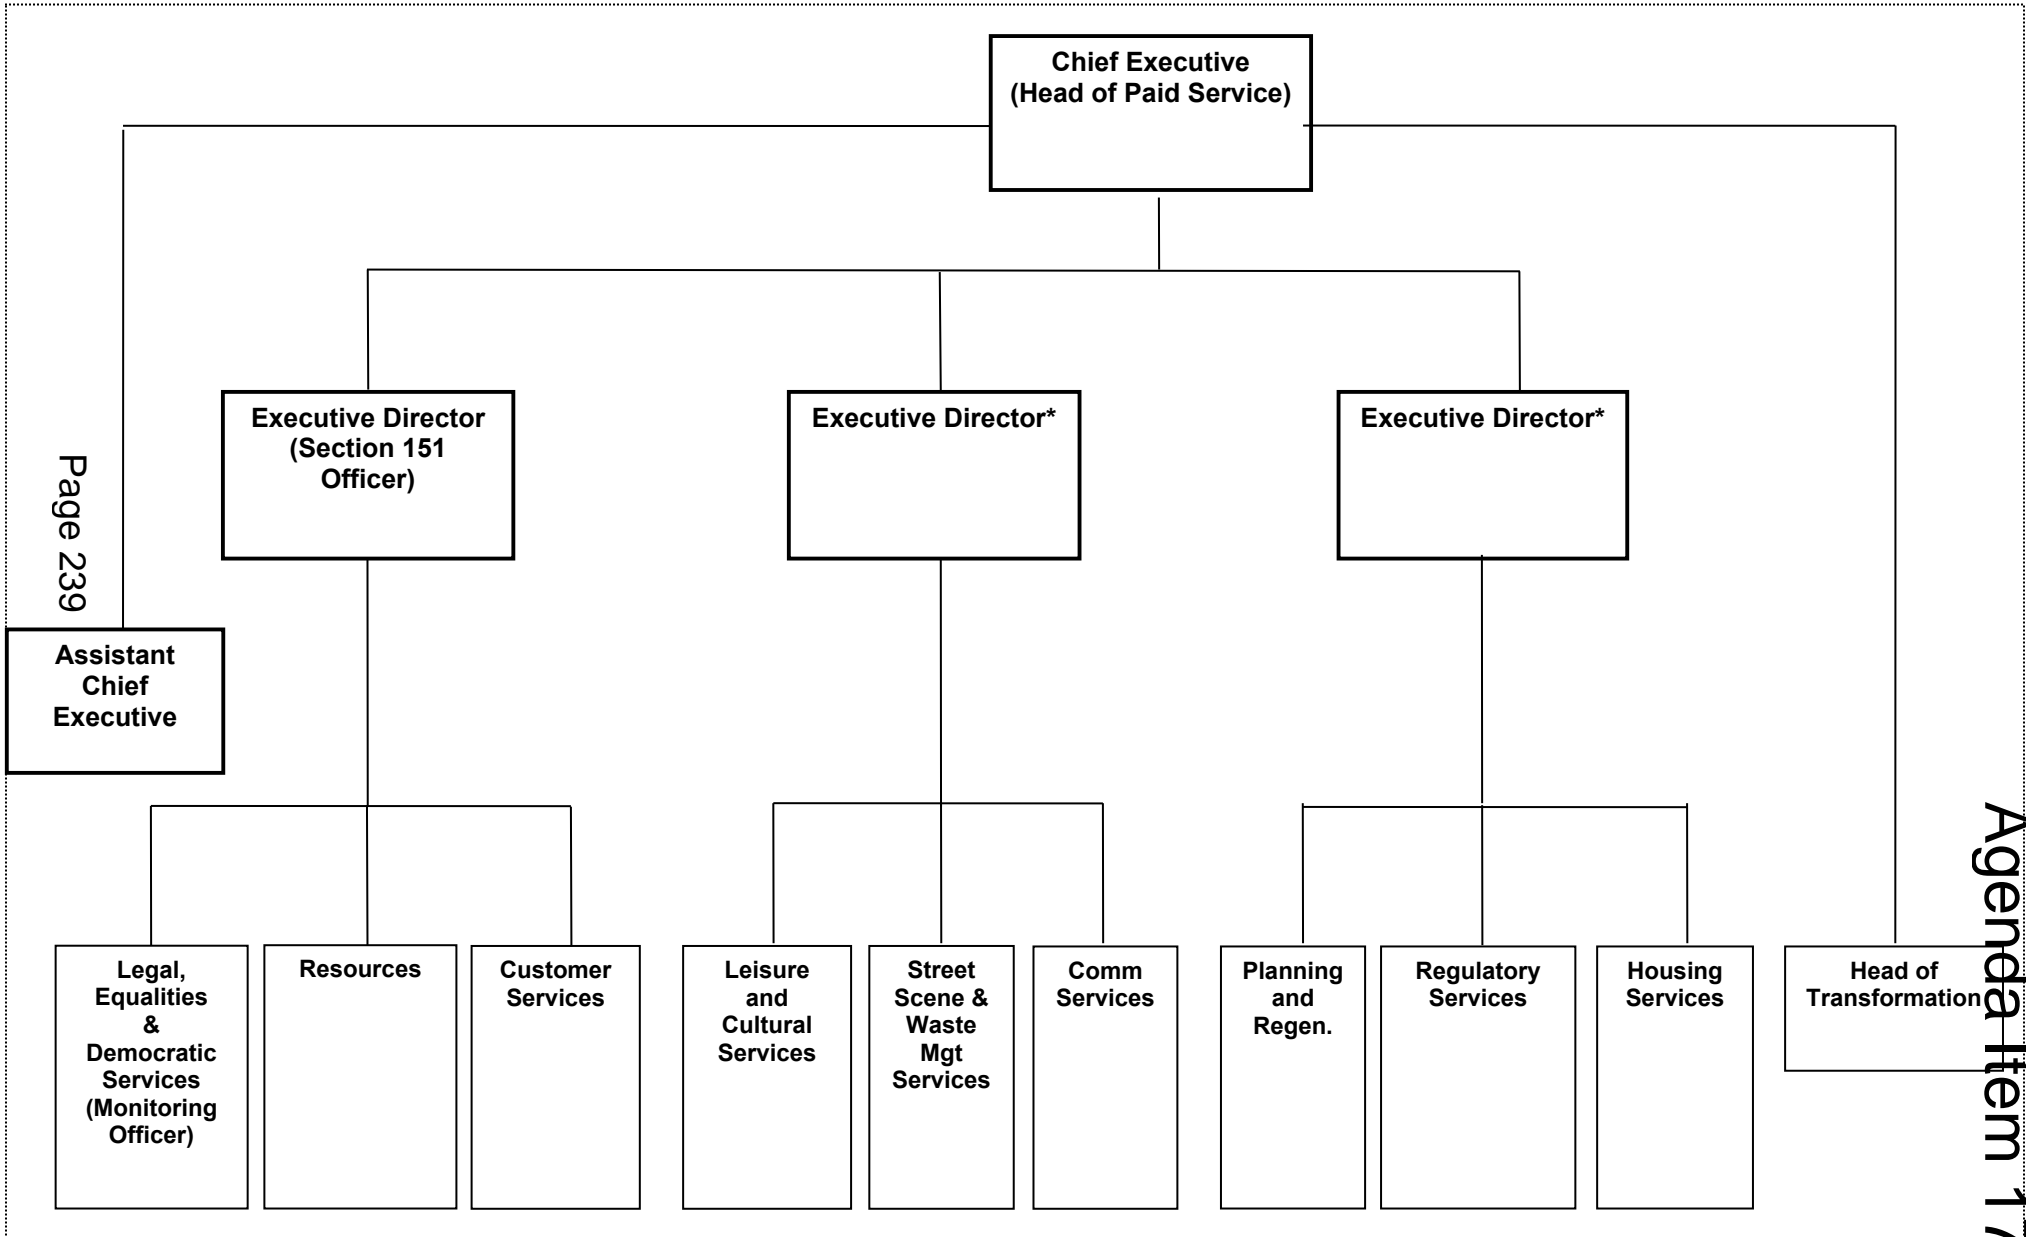 Chief Executive
(Head of Paid Service)
Executive Director
(Section 151
Officer)
Executive Director*
Executive Director*
Page 239
Assistant
Chief
Executive
Legal,
Equalities
&
Democratic
Services
(Monitoring
Officer)
Resources
Customer
Services
Leisure
and
Cultural
Services
Street
Scene &
Waste
Mgt
Services
Comm
Services
Planning
and
Regen.
Regulatory
Services
Housing
Services
Head of
Transformation
Agenda Item 17